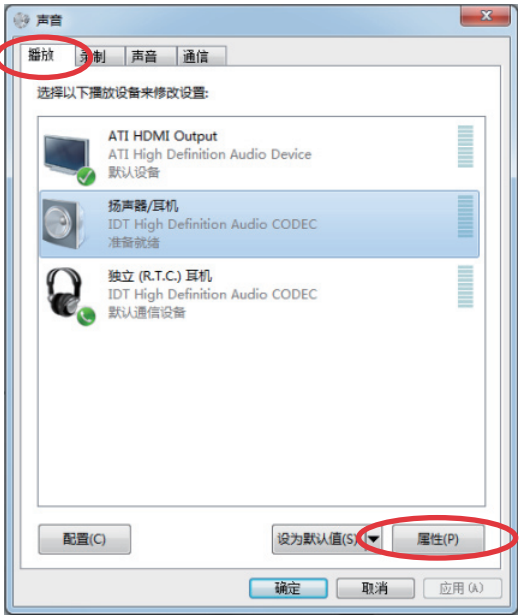 声音
播放 录制 声音 通信
选择以下播放设备来修改设置:
ATI HDMI Output
ATI High Definition Audio Device
默认设备
扬声器/耳机
IDT High Definition Audio CODEC
准备就绪
独立 (R.T.C.) 耳机
IDT High Definition Audio CODEC
默认通信设备
配置(C) 设为默认值(S) 属性(P)
确定 取消 应用(A)